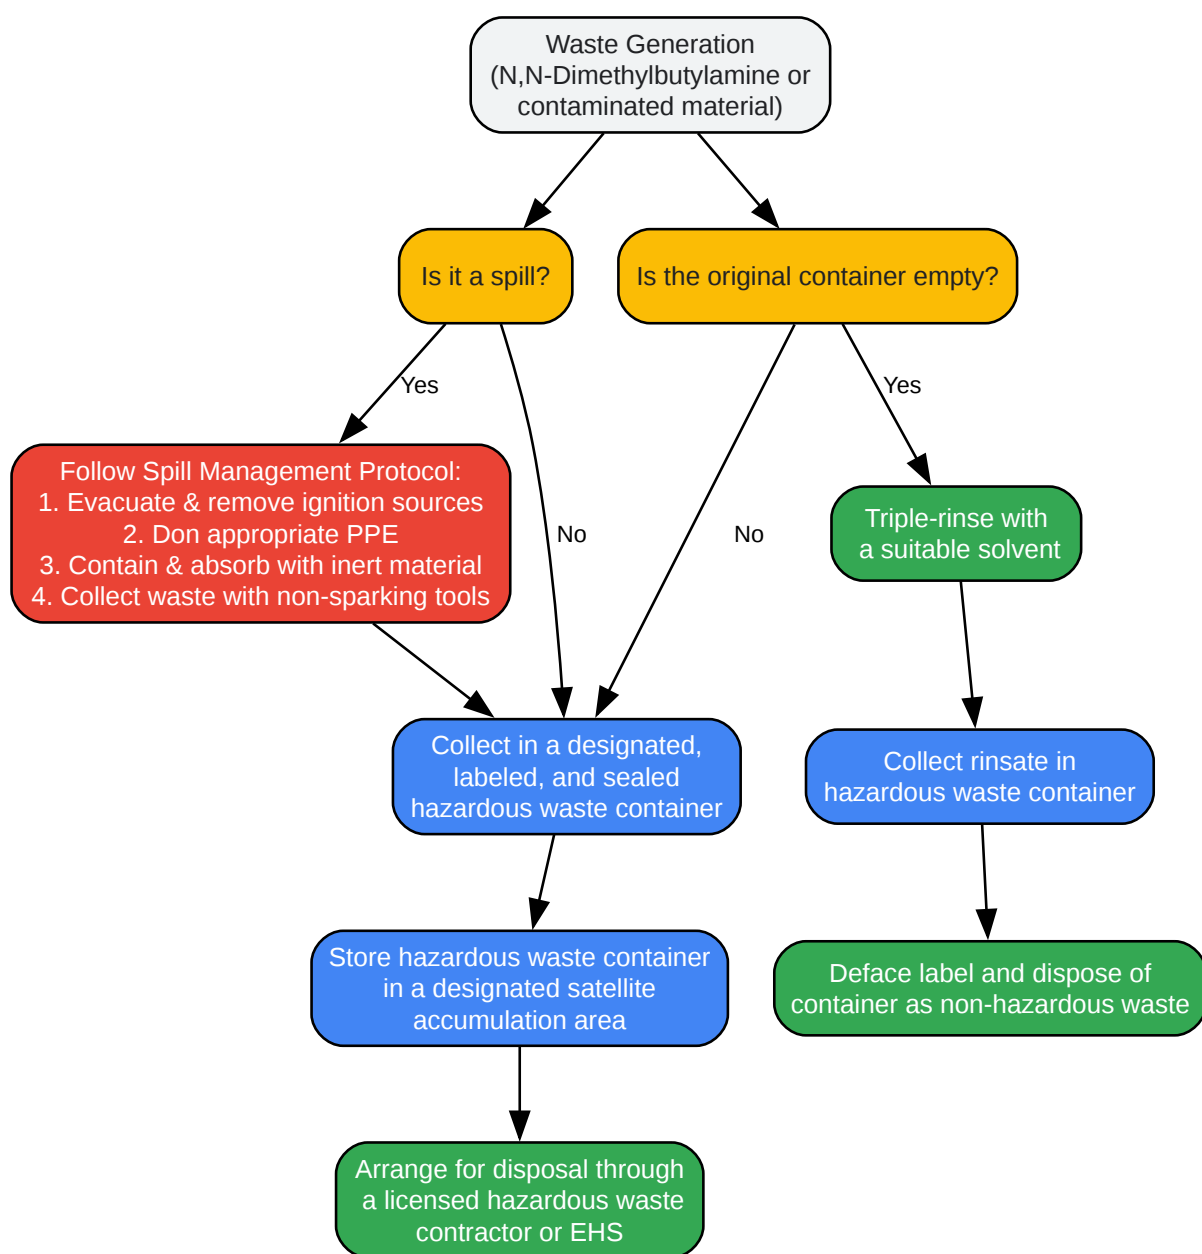 Waste Generation
(N,N-Dimethylbutylamine or
contaminated material)
Is it a spill?
Is the original container empty?
Yes
Yes
Follow Spill Management Protocol:
1. Evacuate & remove ignition sources
2. Don appropriate PPE
3. Contain & absorb with inert material
4. Collect waste with non-sparking tools
No
No
Triple-rinse with
a suitable solvent
Collect in a designated,
labeled, and sealed
hazardous waste container
Collect rinsate in
hazardous waste container
Store hazardous waste container
in a designated satellite
accumulation area
Deface label and dispose of
container as non-hazardous waste
Arrange for disposal through
a licensed hazardous waste
contractor or EHS